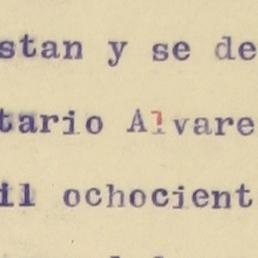 stan y se de
tario Alvare
il ochocient